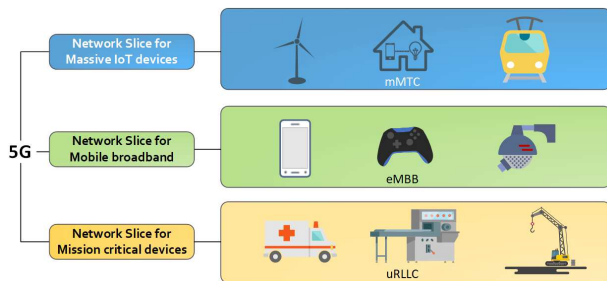 Network Slice for
Massive IoT devices
mMTC
5G
Network Slice for
Mobile broadband
eMBB
Network Slice for
Mission critical devices
uRLLC